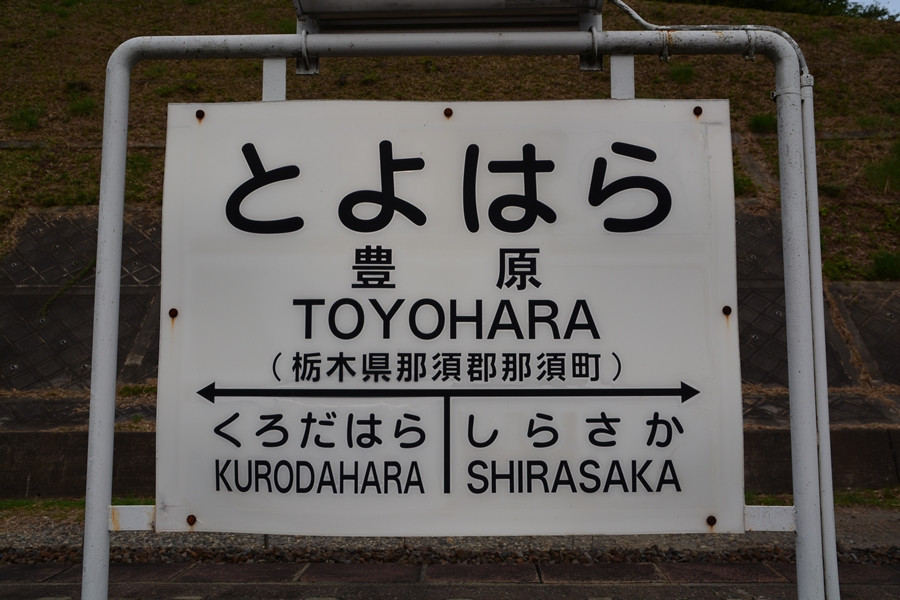 とよはら
豊原
TOYOHARA
（栃木県那須郡那須町）
くろだはら しらさか
KURODAHARA SHIRASAKA